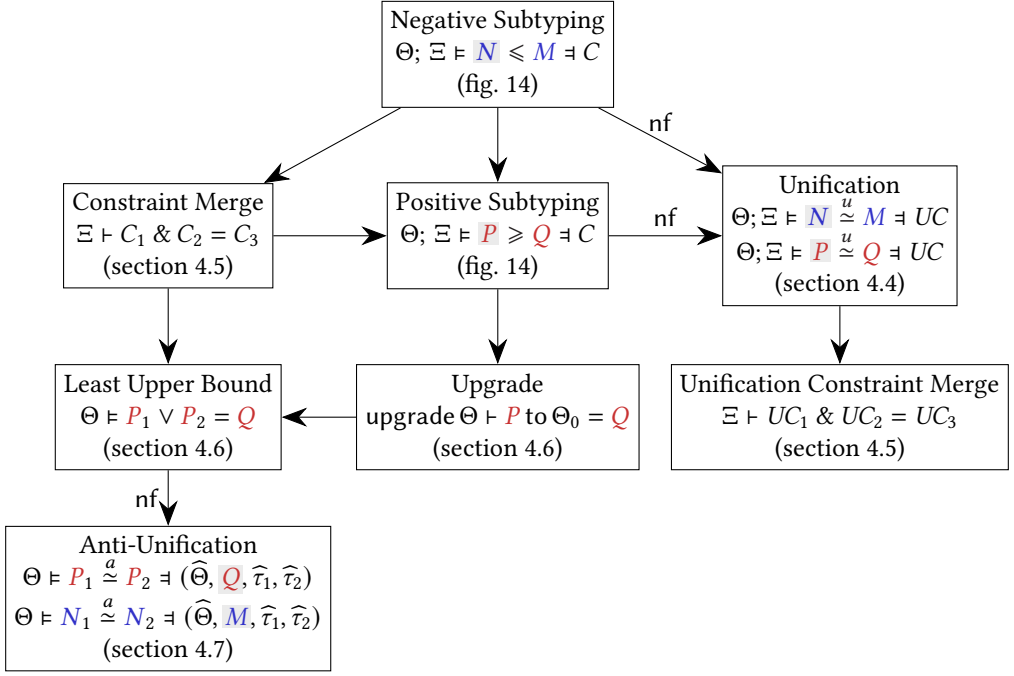 Negative Subtyping
Θ; Ξ ⊨ N ⩽ M ⫤ C
(fig. 14)
nf
Constraint Merge
Ξ ⊢ C₁ & C₂ = C₃
(section 4.5)
Positive Subtyping
Θ; Ξ ⊨ P ⩾ Q ⫤ C
(fig. 14)
nf
Unification
Θ; Ξ ⊨ N ≃ᵘ M ⫤ UC
Θ; Ξ ⊨ P ≃ᵘ Q ⫤ UC
(section 4.4)
Least Upper Bound
Θ ⊨ P₁ ∨ P₂ = Q
(section 4.6)
Upgrade
upgrade Θ ⊢ P to Θ₀ = Q
(section 4.6)
Unification Constraint Merge
Ξ ⊢ UC₁ & UC₂ = UC₃
(section 4.5)
nf
Anti-Unification
Θ ⊨ P₁ ≃ᵃ P₂ ⫤ (Θ̂, Q, τ̂₁, τ̂₂)
Θ ⊨ N₁ ≃ᵃ N₂ ⫤ (Θ̂, M, τ̂₁, τ̂₂)
(section 4.7)